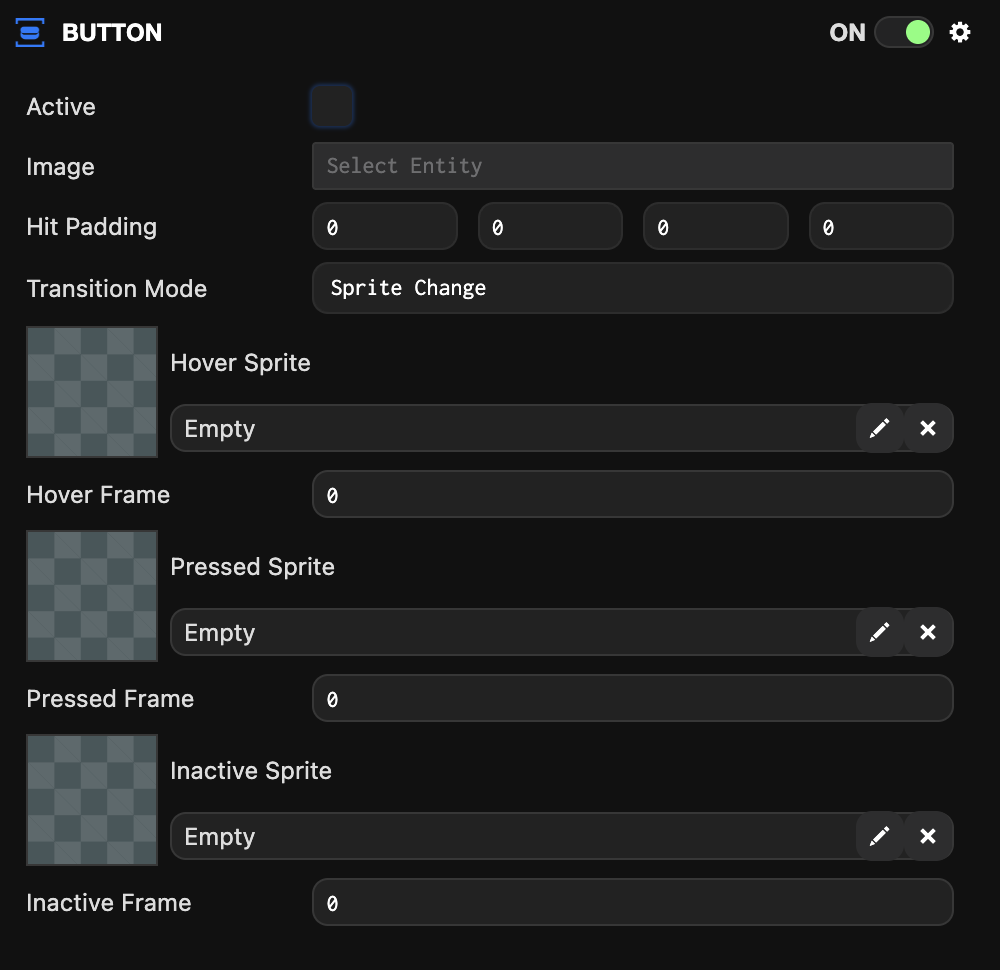 BUTTON ON
Active
Image Select Entity
Hit Padding 0 0 0 0
Transition Mode Sprite Change
Hover Sprite
Empty
Hover Frame 0
Pressed Sprite
Empty
Pressed Frame 0
Inactive Sprite
Empty
Inactive Frame 0